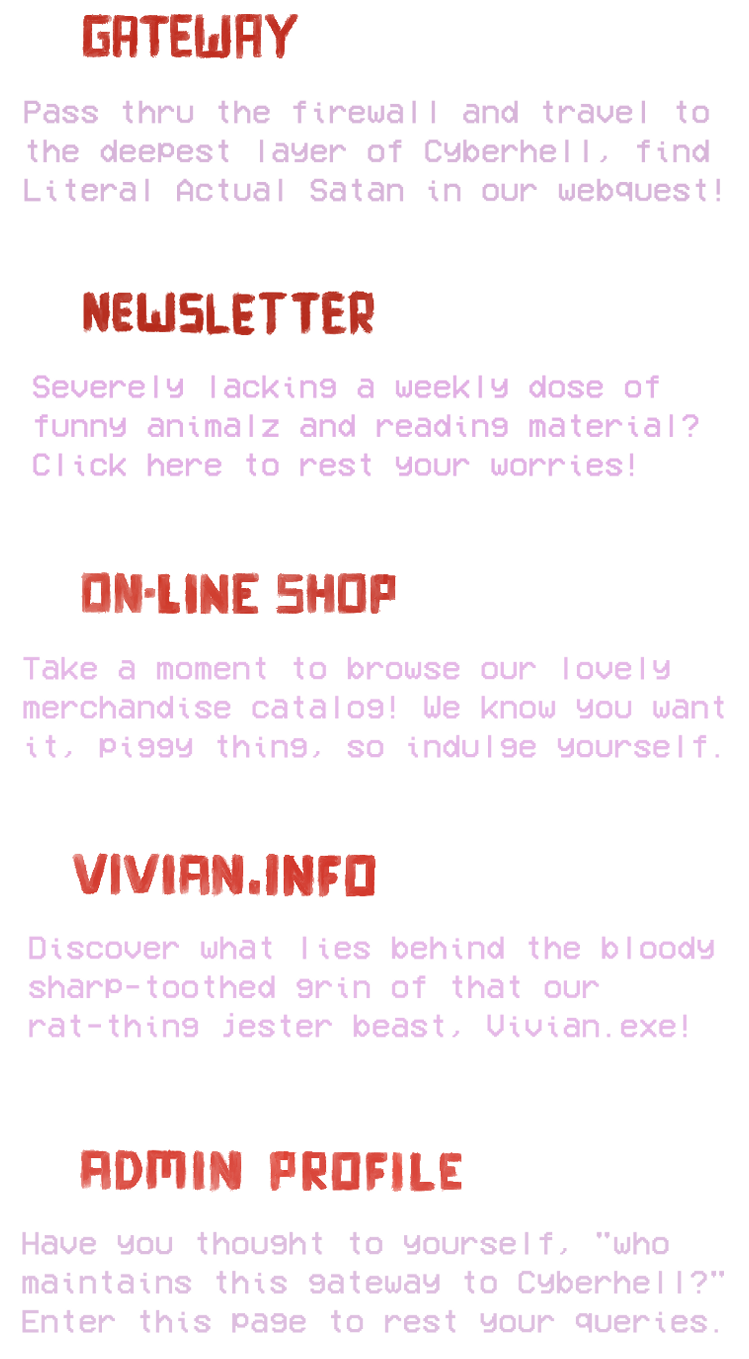 GATEWAY
Pass thru the firewall and travel to
the deepest layer of Cyberhell, find
Literal Actual Satan in our webquest!
NEWSLETTER
Severely lacking a weekly dose of
funny animalz and reading material?
Click here to rest your worries!
ON-LINE SHOP
Take a moment to browse our lovely
merchandise catalog! We know you want
it, piggy thing, so indulge yourself.
VIVIAN.INFO
Discover what lies behind the bloody
sharp-toothed grin of that our
rat-thing jester beast, Vivian.exe!
ADMIN PROFILE
Have you thought to yourself, "who
maintains this gateway to Cyberhell?"
Enter this page to rest your queries.